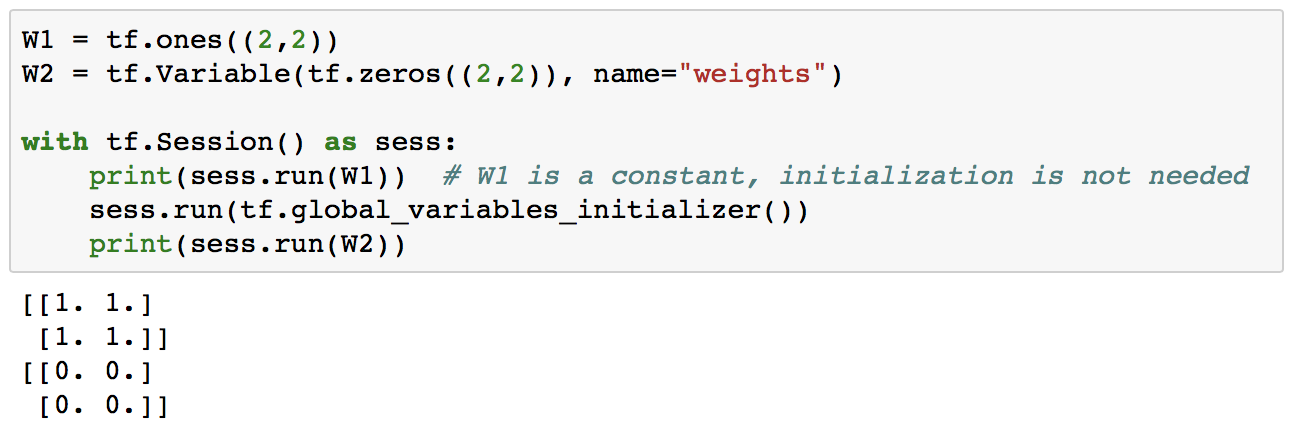 W1 = tf.ones((2,2))
W2 = tf.Variable(tf.zeros((2,2)), name="weights")

with tf.Session() as sess:
    print(sess.run(W1))  # W1 is a constant, initialization is not needed
    sess.run(tf.global_variables_initializer())
    print(sess.run(W2))
[[1. 1.]
 [1. 1.]]
[[0. 0.]
 [0. 0.]]